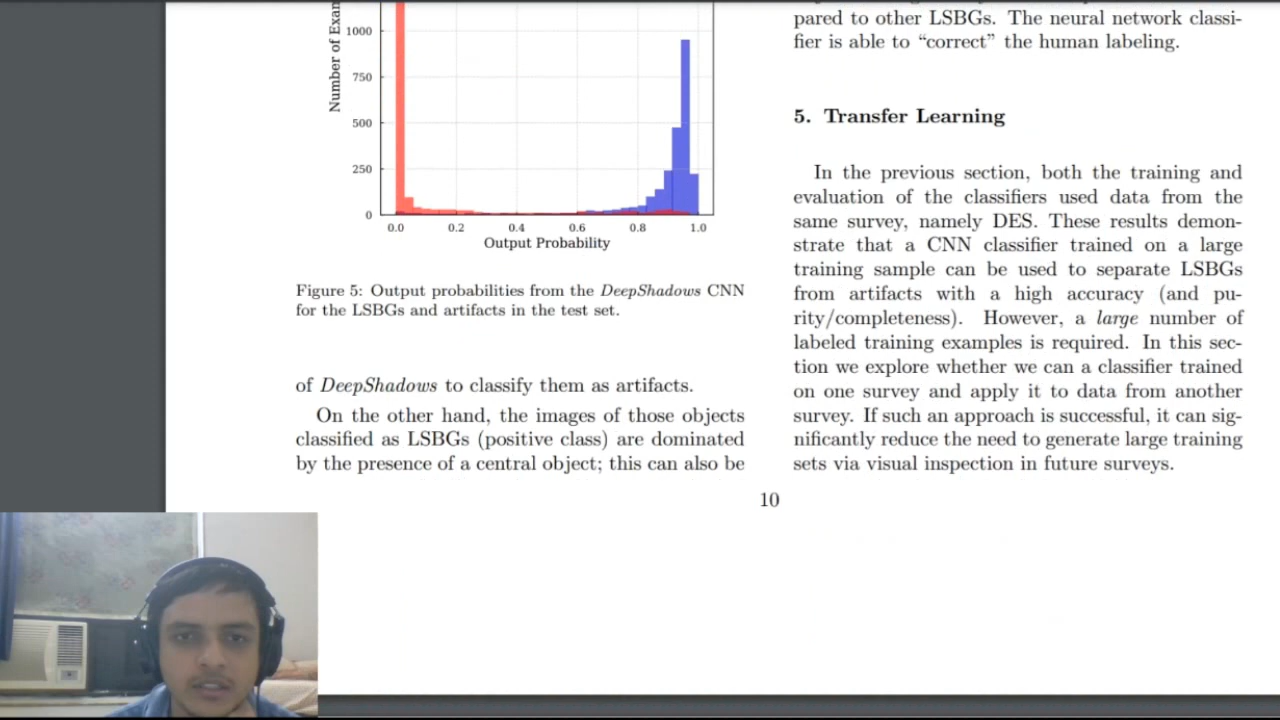 Number of Exam
1000
750
500
250
0
0.0 0.2 0.4 0.6 0.8 1.0
Output Probability
Figure 5: Output probabilities from the DeepShadows CNN
for the LSBGs and artifacts in the test set.
of DeepShadows to classify them as artifacts.
On the other hand, the images of those objects
classified as LSBGs (positive class) are dominated
by the presence of a central object; this can also be
pared to other LSBGs. The neural network classi-
fier is able to “correct” the human labeling.
5. Transfer Learning
In the previous section, both the training and
evaluation of the classifiers used data from the
same survey, namely DES. These results demon-
strate that a CNN classifier trained on a large
training sample can be used to separate LSBGs
from artifacts with a high accuracy (and pu-
rity/completeness). However, a large number of
labeled training examples is required. In this sec-
tion we explore whether we can a classifier trained
on one survey and apply it to data from another
survey. If such an approach is successful, it can sig-
nificantly reduce the need to generate large training
sets via visual inspection in future surveys.
10